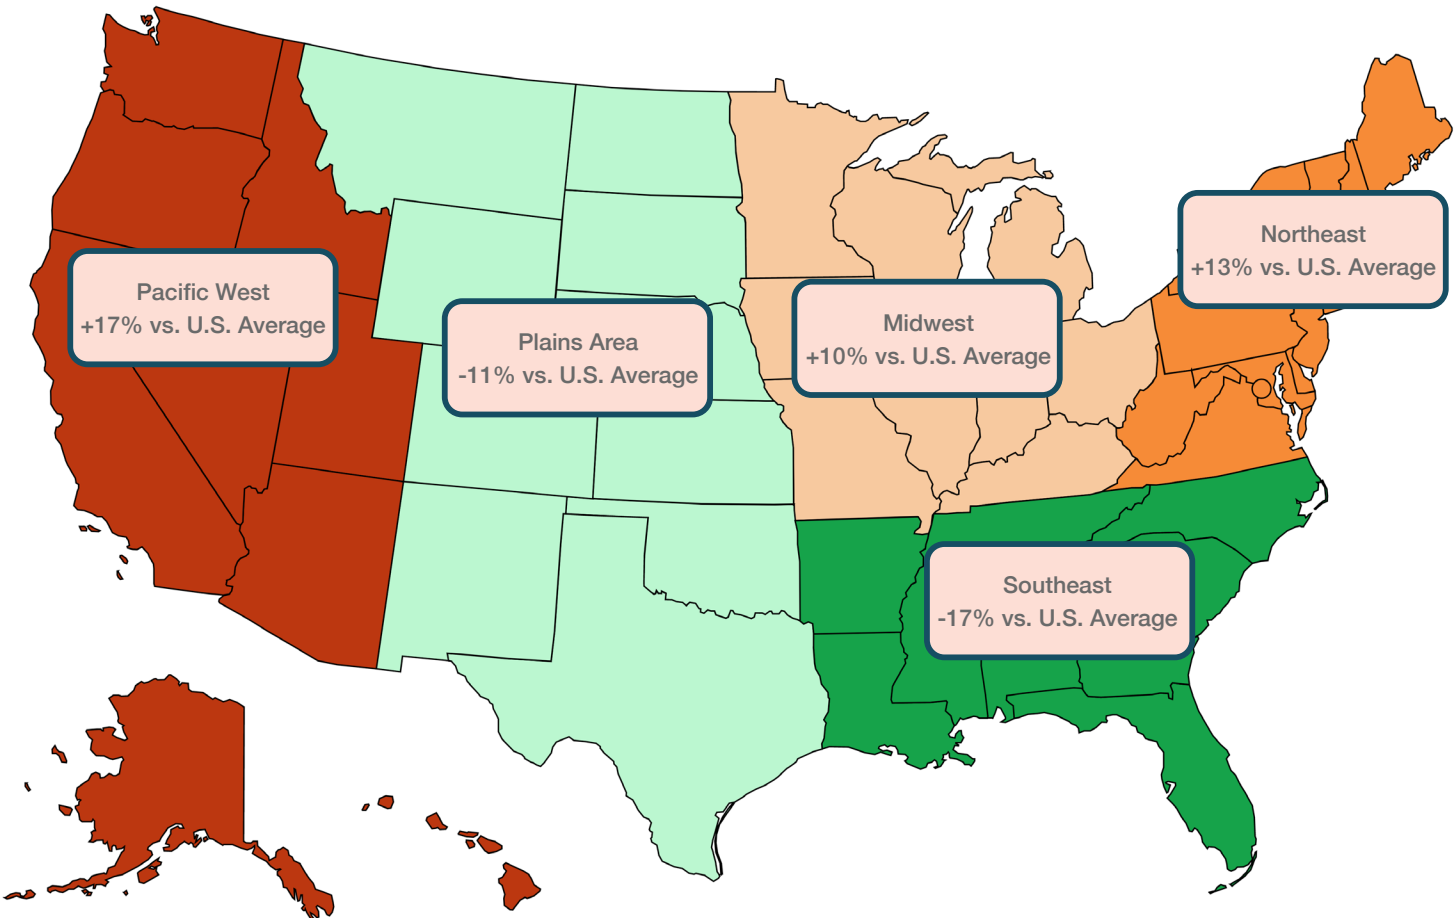 Northeast
+13% vs. U.S. Average
Pacific West
+17% vs. U.S. Average
Midwest
+10% vs. U.S. Average
Plains Area
-11% vs. U.S. Average
Southeast
-17% vs. U.S. Average